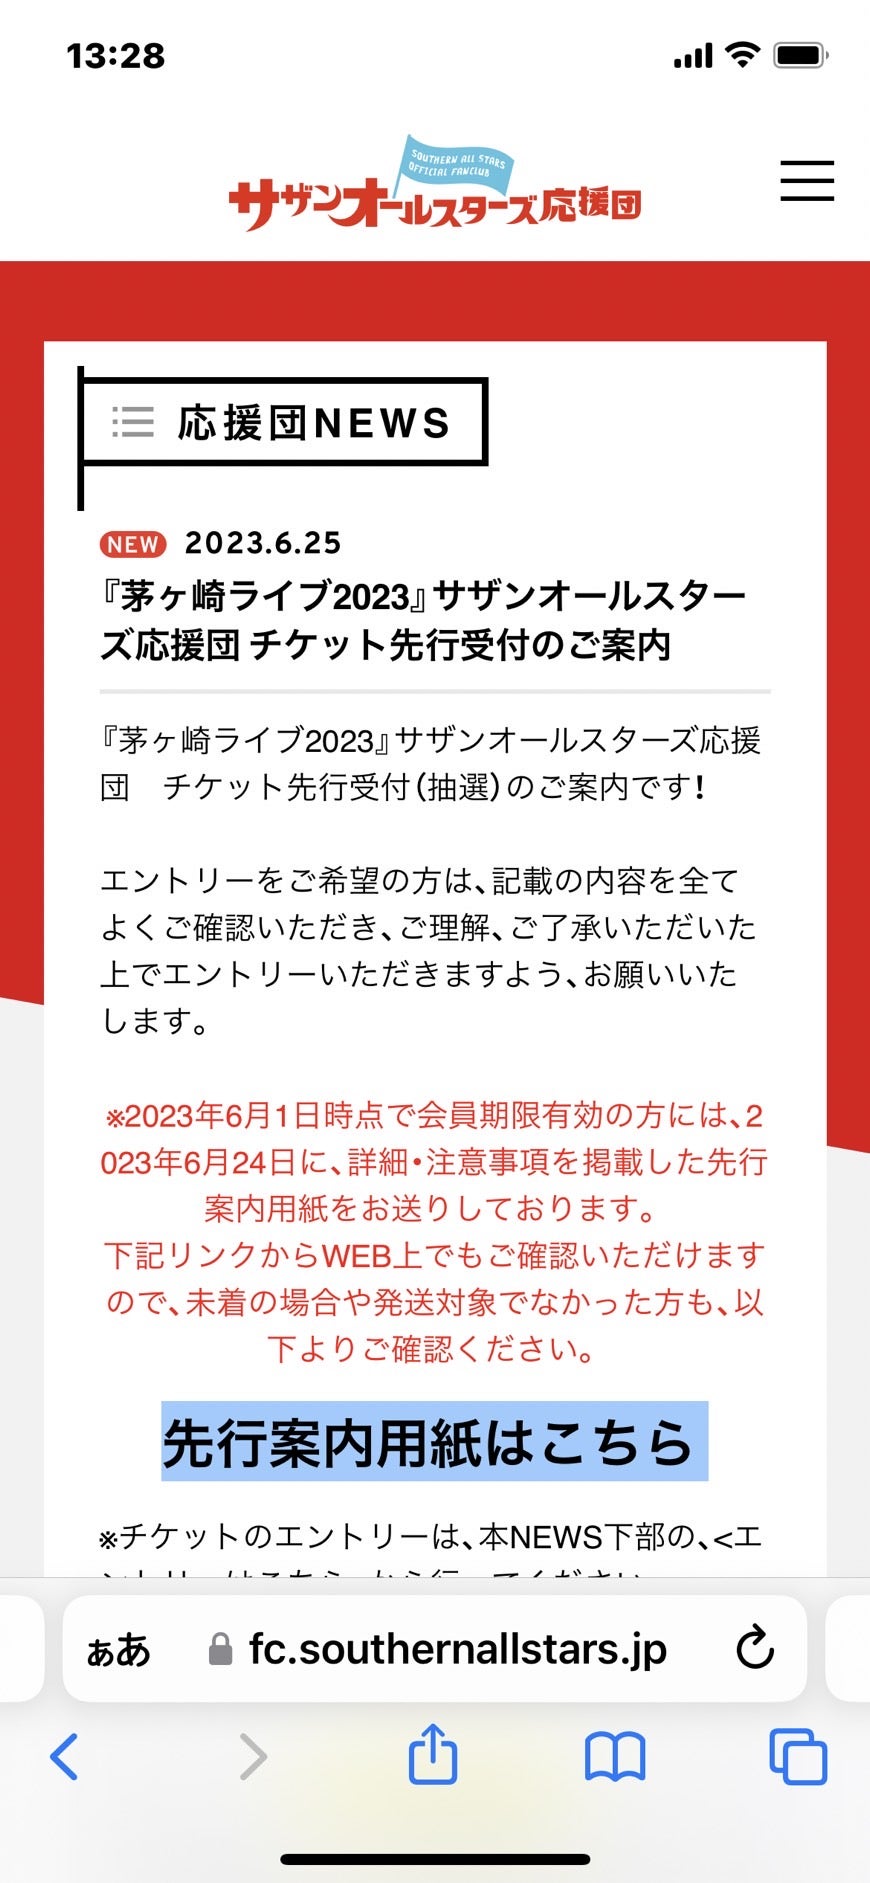 13:28
SOUTHERN ALL STARS
OFFICIAL FANCLUB
サザンオールスターズ応援団
応援団NEWS
NEW 2023.6.25
『茅ヶ崎ライブ2023』サザンオールスター
ズ応援団 チケット先行受付のご案内
『茅ヶ崎ライブ2023』サザンオールスターズ応援
団　チケット先行受付(抽選)のご案内です!
エントリーをご希望の方は、記載の内容を全て
よくご確認いただき、ご理解、ご了承いただいた
上でエントリーいただきますよう、お願いいた
します。
※2023年6月1日時点で会員期限有効の方には、2
023年6月24日に、詳細・注意事項を掲載した先行
案内用紙をお送りしております。
下記リンクからWEB上でもご確認いただけます
ので、未着の場合や発送対象でなかった方も、以
下よりご確認ください。
先行案内用紙はこちら
※チケットのエントリーは、本NEWS下部の、<エ
ぁあ fc.southernallstars.jp